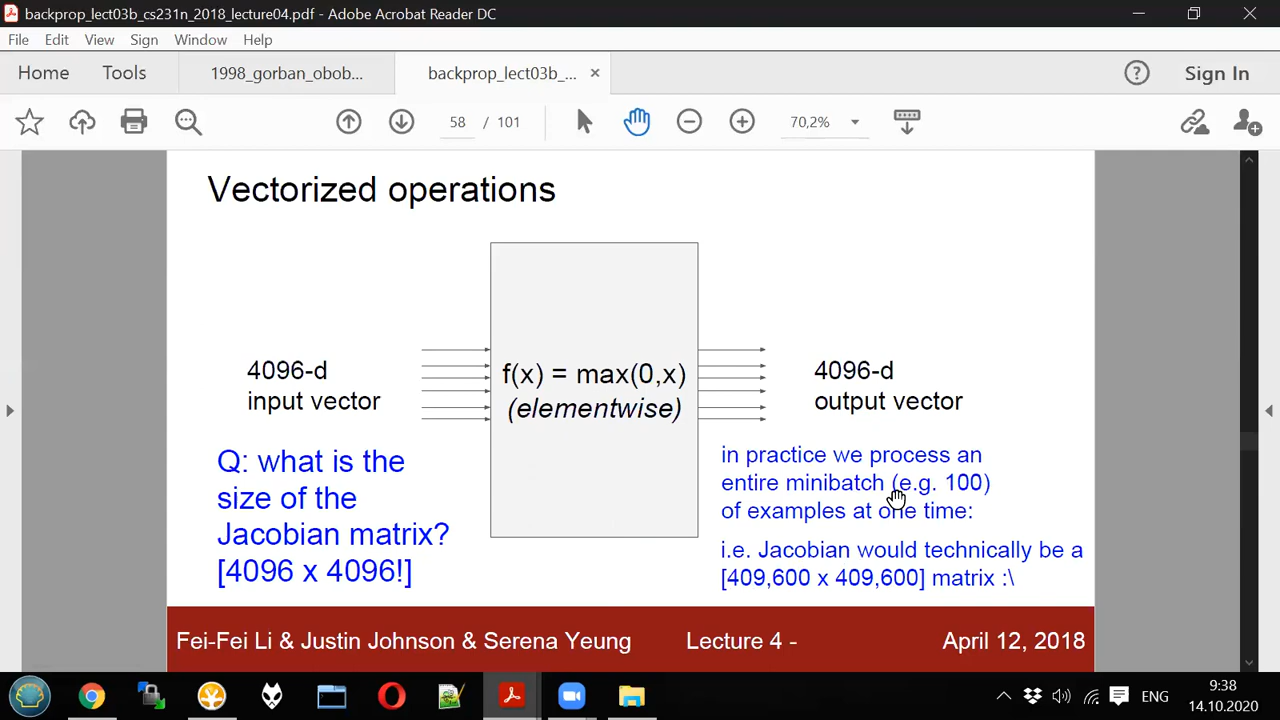 backprop_lect03b_cs231n_2018_lecture04.pdf - Adobe Acrobat Reader DC
File Edit View Sign Window Help
Home Tools 1998_gorban_obob... backprop_lect03b_... × ? Sign In
58 / 101 70,2%
Vectorized operations
4096-d
input vector
f(x) = max(0,x)
(elementwise)
4096-d
output vector
Q: what is the
size of the
Jacobian matrix?
[4096 x 4096!]
in practice we process an
entire minibatch (e.g. 100)
of examples at one time:
i.e. Jacobian would technically be a
[409,600 x 409,600] matrix :\
Fei-Fei Li & Justin Johnson & Serena Yeung Lecture 4 - April 12, 2018
ENG
9:38
14.10.2020